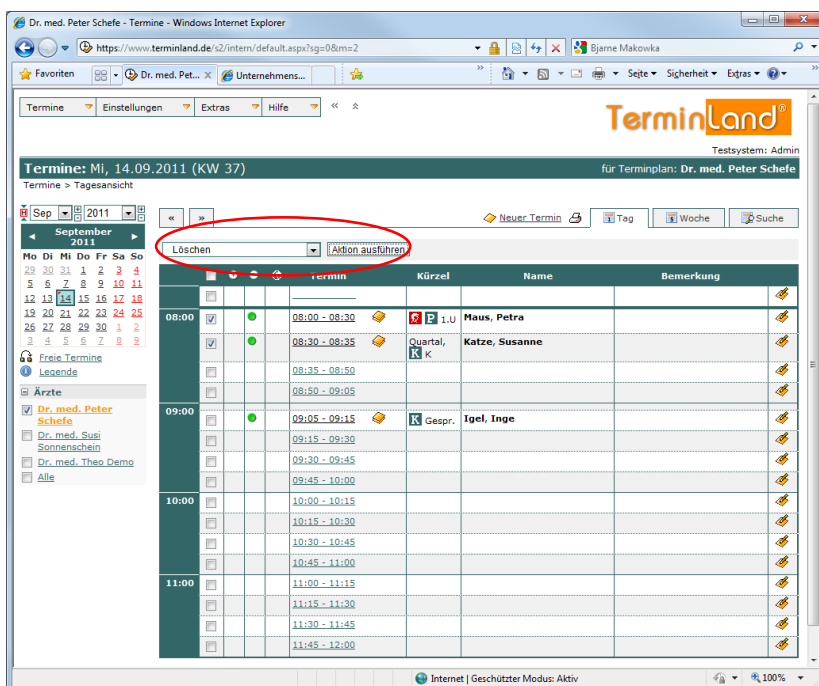 Dr. med. Peter Schefe - Termine - Windows Internet Explorer
https://www.terminland.de/s2/intern/default.aspx?sg=0&m=2
Bjarne Makowka
Favoriten Dr. med. Pet... X Unternehmens... Seite Sicherheit Extras
Termine Einstellungen Extras Hilfe « 
TerminLand®
Testsystem: Admin
Termine: Mi, 14.09.2011 (KW 37) für Terminplan: Dr. med. Peter Schefe
Termine > Tagesansicht
Sep 2011 « » Neuer Termin Tag Woche Suche
September
2011
Löschen Aktion ausführen
Mo Di Mi Do Fr Sa So
29 30 31 1 2 3 4
5 6 7 8 9 10 11
12 13 14 15 16 17 18
19 20 21 22 23 24 25
26 27 28 29 30 1 2
3 4 5 6 7 8 9
Freie Termine
Legende
Ärzte
Dr. med. Peter
Schefe
Dr. med. Susi
Sonnenschein
Dr. med. Theo Demo
Alle
Termin Kürzel Name Bemerkung
08:00 08:00 - 08:30 P 1.U Maus, Petra
08:30 - 08:35 Quartal, Katze, Susanne
K K
08:35 - 08:50
08:50 - 09:05
09:00 09:05 - 09:15 K Gespr. Igel, Inge
09:15 - 09:30
09:30 - 09:45
09:45 - 10:00
10:00 10:00 - 10:15
10:15 - 10:30
10:30 - 10:45
10:45 - 11:00
11:00 11:00 - 11:15
11:15 - 11:30
11:30 - 11:45
11:45 - 12:00
Internet | Geschützter Modus: Aktiv 100%